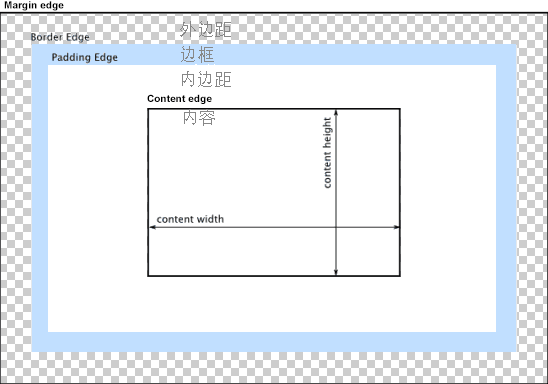 Margin edge
外边距
Border Edge
边框
Padding Edge
内边距
Content edge
内容
content height
content width